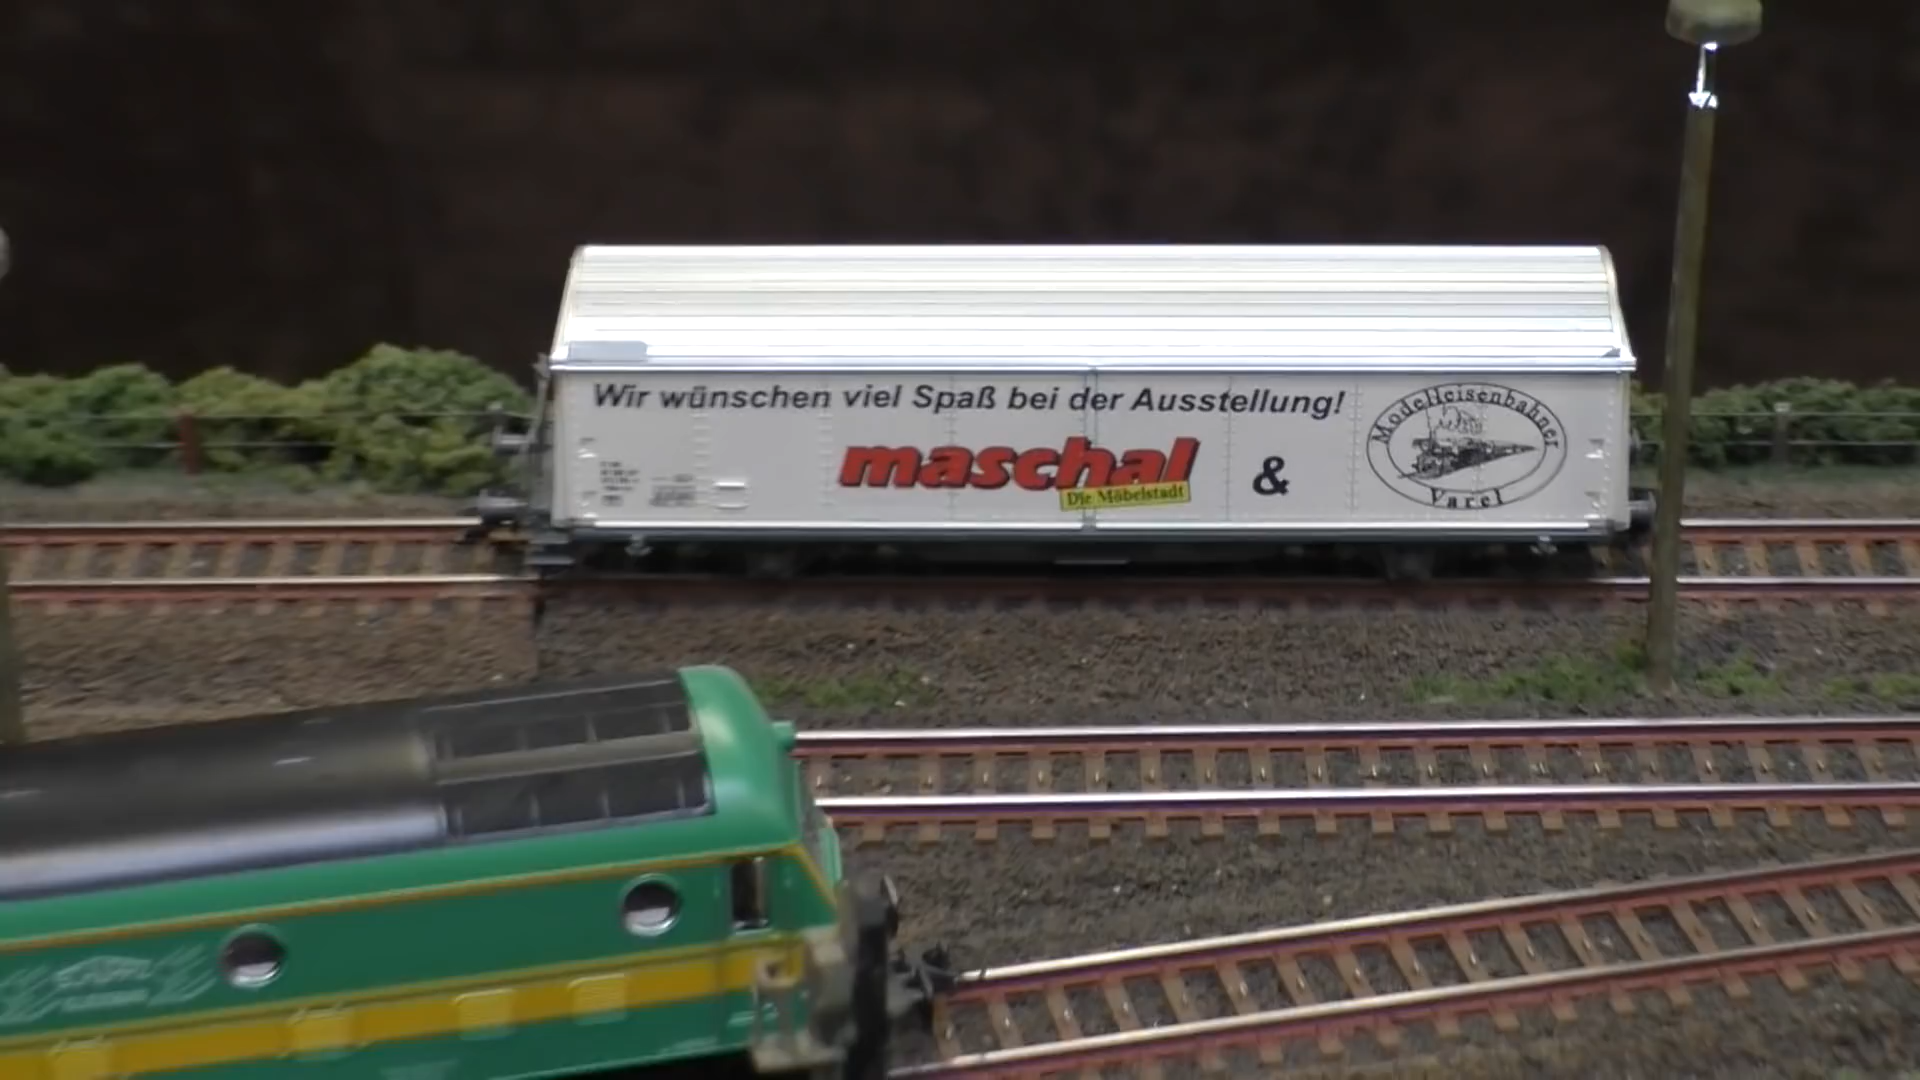 Wir wünschen viel Spaß bei der Ausstellung!
maschal
Die Möbelstadt
&
Modelleisenbahner
Varel